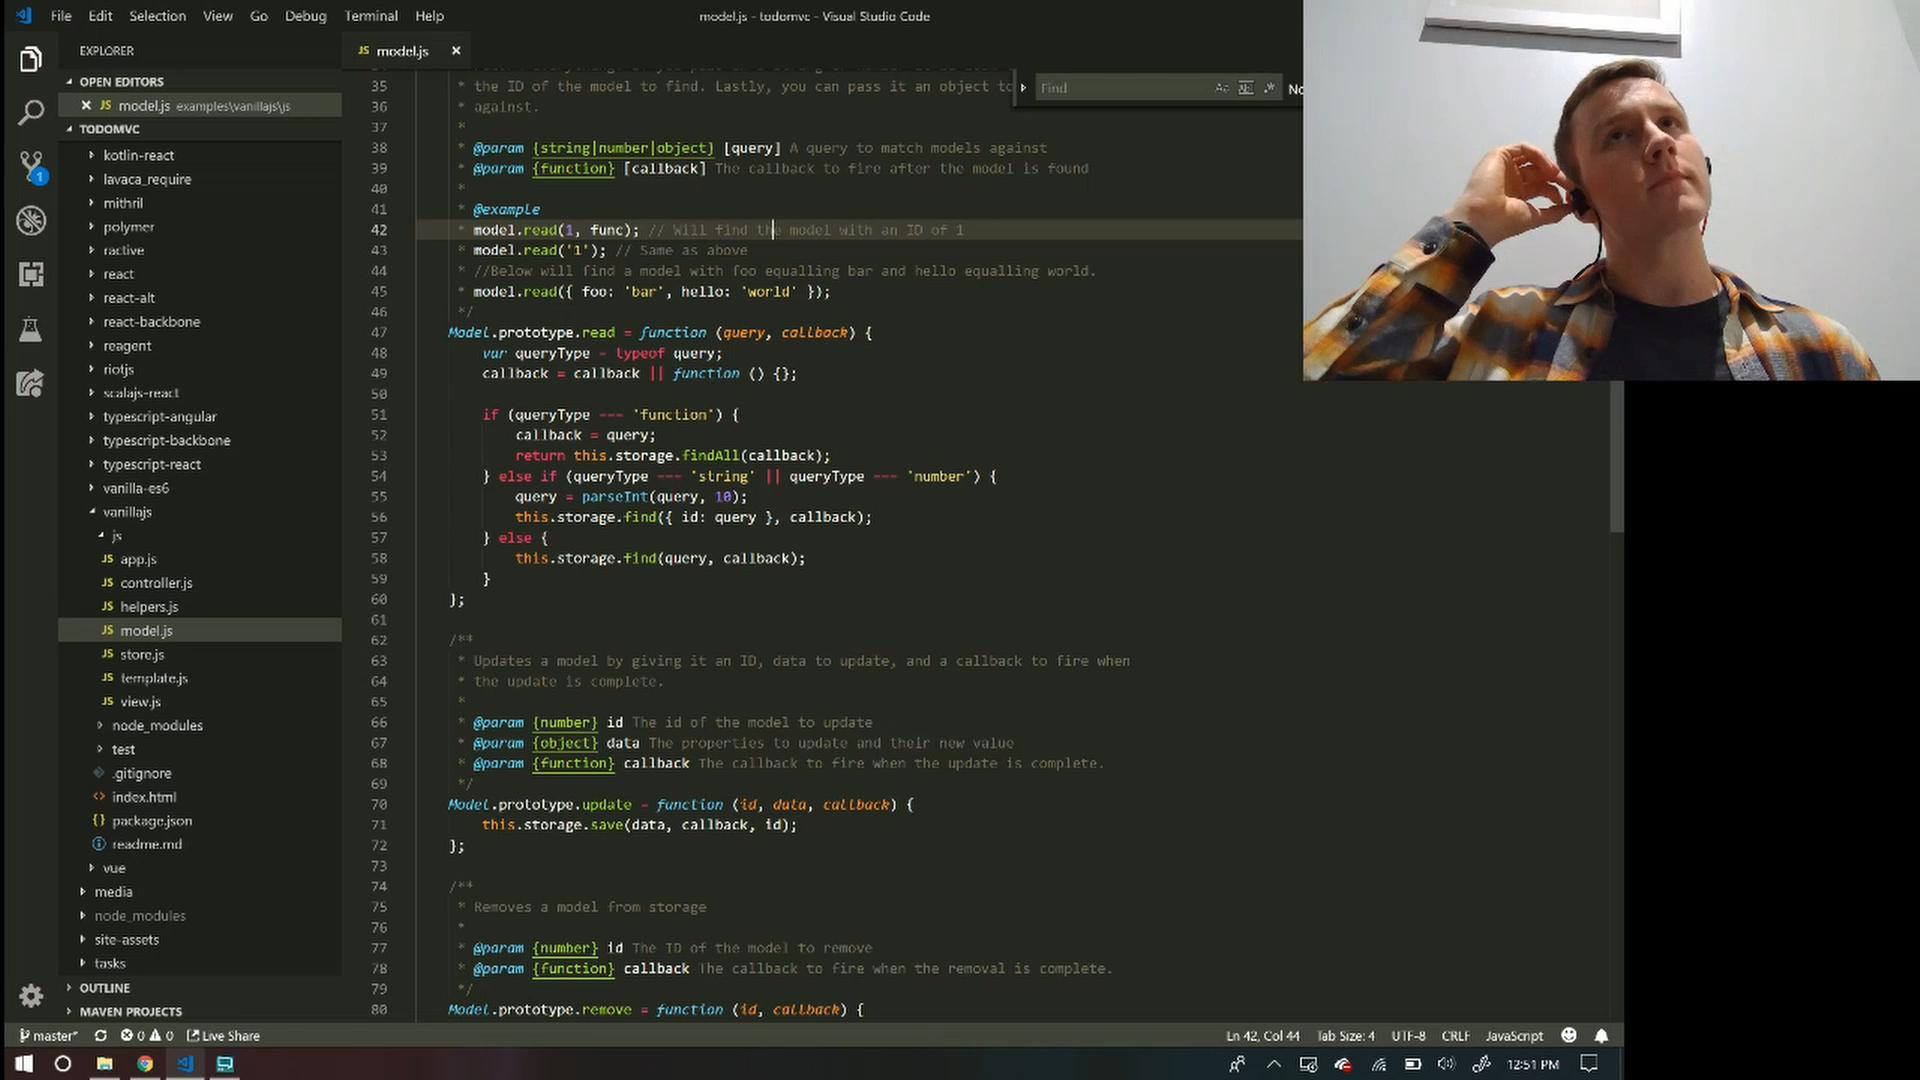 File Edit Selection View Go Debug Terminal Help
model.js - todomvc - Visual Studio Code
EXPLORER
OPEN EDITORS
JS model.js examples\vanillajs\js
TODOMVC
kotlin-react
lavaca_require
mithril
polymer
ractive
react
react-alt
react-backbone
reagent
riotjs
scalajs-react
typescript-angular
typescript-backbone
typescript-react
vanilla-es6
vanillajs
js
JS app.js
JS controller.js
JS helpers.js
JS model.js
JS store.js
JS template.js
JS view.js
node_modules
test
.gitignore
<> index.html
{} package.json
readme.md
vue
media
node_modules
site-assets
tasks
OUTLINE
MAVEN PROJECTS
1
JS model.js
Find
Aa
No
35 * the ID of the model to find. Lastly, you can pass it an object to
36 * against.
37 *
38 * @param {string|number|object} [query] A query to match models against
39 * @param {function} [callback] The callback to fire after the model is found
40 *
41 * @example
42 * model.read(1, func); // Will find the model with an ID of 1
43 * model.read('1'); // Same as above
44 * //Below will find a model with foo equalling bar and hello equalling world.
45 * model.read({ foo: 'bar', hello: 'world' });
46 */
47 Model.prototype.read = function (query, callback) {
48 var queryType = typeof query;
49 callback = callback || function () {};
50
51 if (queryType === 'function') {
52 callback = query;
53 return this.storage.findAll(callback);
54 } else if (queryType === 'string' || queryType === 'number') {
55 query = parseInt(query, 10);
56 this.storage.find({ id: query }, callback);
57 } else {
58 this.storage.find(query, callback);
59 }
60 };
61
62 /**
63 * Updates a model by giving it an ID, data to update, and a callback to fire when
64 * the update is complete.
65 *
66 * @param {number} id The id of the model to update
67 * @param {object} data The properties to update and their new value
68 * @param {function} callback The callback to fire when the update is complete.
69 */
70 Model.prototype.update = function (id, data, callback) {
71 this.storage.save(data, callback, id);
72 };
73
74 /**
75 * Removes a model from storage
76 *
77 * @param {number} id The ID of the model to remove
78 * @param {function} callback The callback to fire when the removal is complete.
79 */
80 Model.prototype.remove = function (id, callback) {
master* 0 0 Live Share
Ln 42, Col 44 Tab Size: 4 UTF-8 CRLF JavaScript
12:51 PM